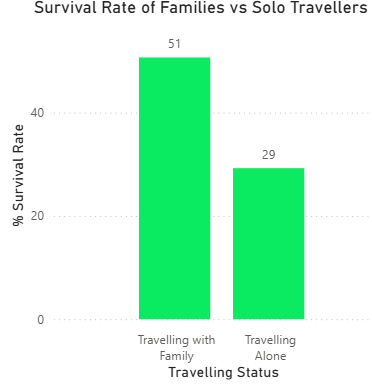 Survival Rate of Families vs Solo Travellers
51
40
29
20
0
% Survival Rate
Travelling with
Family
Travelling
Alone
Travelling Status